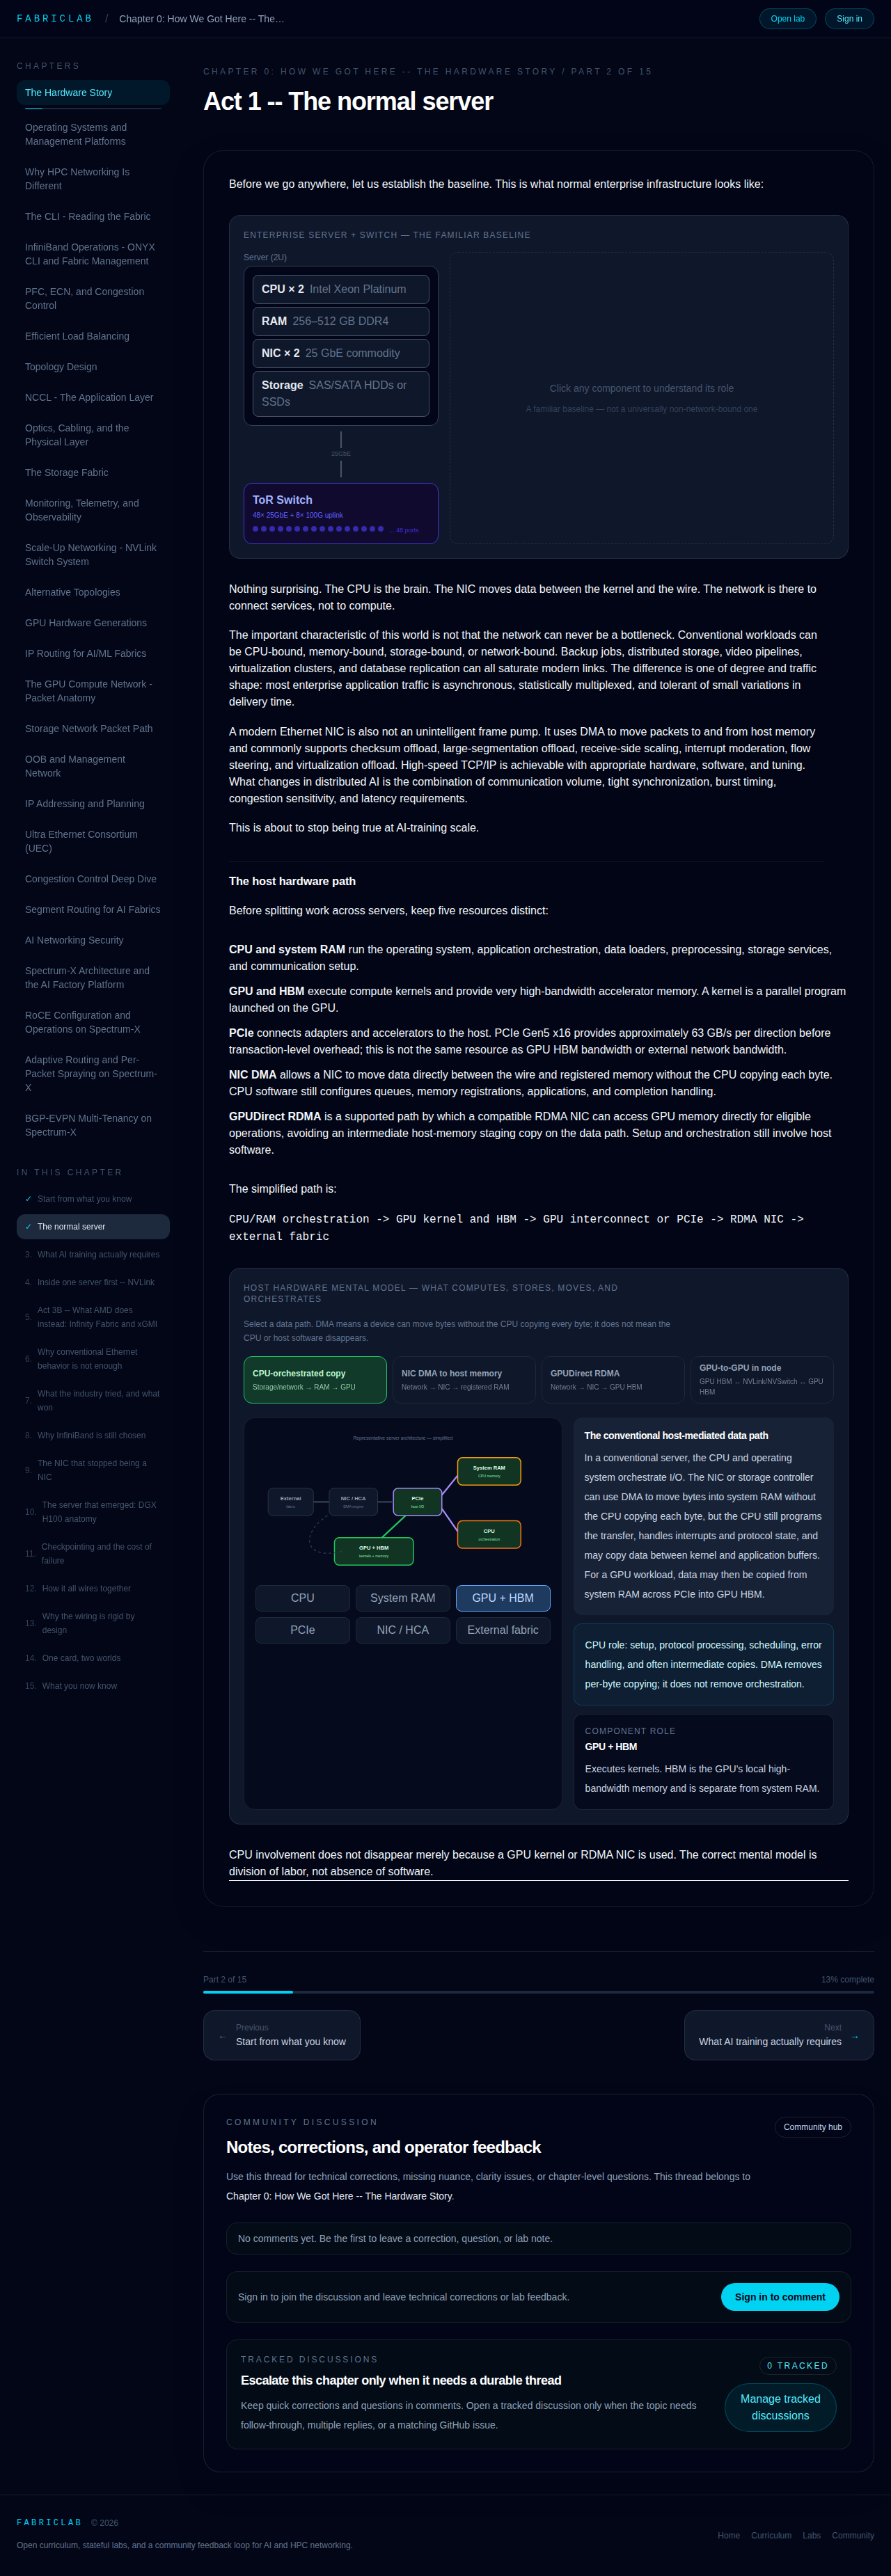 FABRICLAB / Chapter 0: How We Got Here -- The… Open lab Sign in
CHAPTERS
The Hardware Story
Operating Systems and
Management Platforms
Why HPC Networking Is
Different
The CLI - Reading the Fabric
InfiniBand Operations - ONYX
CLI and Fabric Management
PFC, ECN, and Congestion
Control
Efficient Load Balancing
Topology Design
NCCL - The Application Layer
Optics, Cabling, and the
Physical Layer
The Storage Fabric
Monitoring, Telemetry, and
Observability
Scale-Up Networking - NVLink
Switch System
Alternative Topologies
GPU Hardware Generations
IP Routing for AI/ML Fabrics
The GPU Compute Network -
Packet Anatomy
Storage Network Packet Path
OOB and Management
Network
IP Addressing and Planning
Ultra Ethernet Consortium
(UEC)
Congestion Control Deep Dive
Segment Routing for AI Fabrics
AI Networking Security
Spectrum-X Architecture and
the AI Factory Platform
RoCE Configuration and
Operations on Spectrum-X
Adaptive Routing and Per-
Packet Spraying on Spectrum-
X
BGP-EVPN Multi-Tenancy on
Spectrum-X
IN THIS CHAPTER
✓ Start from what you know
✓ The normal server
3. What AI training actually requires
4. Inside one server first -- NVLink
5. Act 3B -- What AMD does
instead: Infinity Fabric and xGMI
6. Why conventional Ethernet
behavior is not enough
7. What the industry tried, and what
won
8. Why InfiniBand is still chosen
9. The NIC that stopped being a
NIC
10. The server that emerged: DGX
H100 anatomy
11. Checkpointing and the cost of
failure
12. How it all wires together
13. Why the wiring is rigid by
design
14. One card, two worlds
15. What you now know
CHAPTER 0: HOW WE GOT HERE -- THE HARDWARE STORY / PART 2 OF 15
Act 1 -- The normal server
Before we go anywhere, let us establish the baseline. This is what normal enterprise infrastructure looks like:
ENTERPRISE SERVER + SWITCH — THE FAMILIAR BASELINE
Server (2U)
CPU × 2 Intel Xeon Platinum
RAM 256–512 GB DDR4
NIC × 2 25 GbE commodity
Storage SAS/SATA HDDs or
SSDs
25GbE
ToR Switch
48× 25GbE + 8× 100G uplink
... 48 ports
Click any component to understand its role
A familiar baseline — not a universally non-network-bound one
Nothing surprising. The CPU is the brain. The NIC moves data between the kernel and the wire. The network is there to
connect services, not to compute.
The important characteristic of this world is not that the network can never be a bottleneck. Conventional workloads can
be CPU-bound, memory-bound, storage-bound, or network-bound. Backup jobs, distributed storage, video pipelines,
virtualization clusters, and database replication can all saturate modern links. The difference is one of degree and traffic
shape: most enterprise application traffic is asynchronous, statistically multiplexed, and tolerant of small variations in
delivery time.
A modern Ethernet NIC is also not an unintelligent frame pump. It uses DMA to move packets to and from host memory
and commonly supports checksum offload, large-segmentation offload, receive-side scaling, interrupt moderation, flow
steering, and virtualization offload. High-speed TCP/IP is achievable with appropriate hardware, software, and tuning.
What changes in distributed AI is the combination of communication volume, tight synchronization, burst timing,
congestion sensitivity, and latency requirements.
This is about to stop being true at AI-training scale.
The host hardware path
Before splitting work across servers, keep five resources distinct:
CPU and system RAM run the operating system, application orchestration, data loaders, preprocessing, storage services,
and communication setup.
GPU and HBM execute compute kernels and provide very high-bandwidth accelerator memory. A kernel is a parallel program
launched on the GPU.
PCIe connects adapters and accelerators to the host. PCIe Gen5 x16 provides approximately 63 GB/s per direction before
transaction-level overhead; this is not the same resource as GPU HBM bandwidth or external network bandwidth.
NIC DMA allows a NIC to move data directly between the wire and registered memory without the CPU copying each byte.
CPU software still configures queues, memory registrations, applications, and completion handling.
GPUDirect RDMA is a supported path by which a compatible RDMA NIC can access GPU memory directly for eligible
operations, avoiding an intermediate host-memory staging copy on the data path. Setup and orchestration still involve host
software.
The simplified path is:
CPU/RAM orchestration -> GPU kernel and HBM -> GPU interconnect or PCIe -> RDMA NIC ->
external fabric
HOST HARDWARE MENTAL MODEL — WHAT COMPUTES, STORES, MOVES, AND
ORCHESTRATES
Select a data path. DMA means a device can move bytes without the CPU copying every byte; it does not mean the
CPU or host software disappears.
CPU-orchestrated copy
Storage/network → RAM → GPU
NIC DMA to host memory
Network → NIC → registered RAM
GPUDirect RDMA
Network → NIC → GPU HBM
GPU-to-GPU in node
GPU HBM ↔ NVLink/NVSwitch ↔ GPU
HBM
Representative server architecture — simplified
External
fabric
NIC / HCA
DMA engine
PCIe
host I/O
System RAM
CPU memory
CPU
orchestration
GPU + HBM
kernels + memory
CPU System RAM GPU + HBM
PCIe NIC / HCA External fabric
The conventional host-mediated data path
In a conventional server, the CPU and operating
system orchestrate I/O. The NIC or storage controller
can use DMA to move bytes into system RAM without
the CPU copying each byte, but the CPU still programs
the transfer, handles interrupts and protocol state, and
may copy data between kernel and application buffers.
For a GPU workload, data may then be copied from
system RAM across PCIe into GPU HBM.
CPU role: setup, protocol processing, scheduling, error
handling, and often intermediate copies. DMA removes
per-byte copying; it does not remove orchestration.
COMPONENT ROLE
GPU + HBM
Executes kernels. HBM is the GPU's local high-
bandwidth memory and is separate from system RAM.
CPU involvement does not disappear merely because a GPU kernel or RDMA NIC is used. The correct mental model is
division of labor, not absence of software.
Part 2 of 15 13% complete
← Previous
Start from what you know
Next →
What AI training actually requires
COMMUNITY DISCUSSION
Community hub
Notes, corrections, and operator feedback
Use this thread for technical corrections, missing nuance, clarity issues, or chapter-level questions. This thread belongs to
Chapter 0: How We Got Here -- The Hardware Story.
No comments yet. Be the first to leave a correction, question, or lab note.
Sign in to join the discussion and leave technical corrections or lab feedback. Sign in to comment
TRACKED DISCUSSIONS
0 TRACKED
Escalate this chapter only when it needs a durable thread
Keep quick corrections and questions in comments. Open a tracked discussion only when the topic needs
follow-through, multiple replies, or a matching GitHub issue.
Manage tracked
discussions
FABRICLAB © 2026
Open curriculum, stateful labs, and a community feedback loop for AI and HPC networking.
Home Curriculum Labs Community